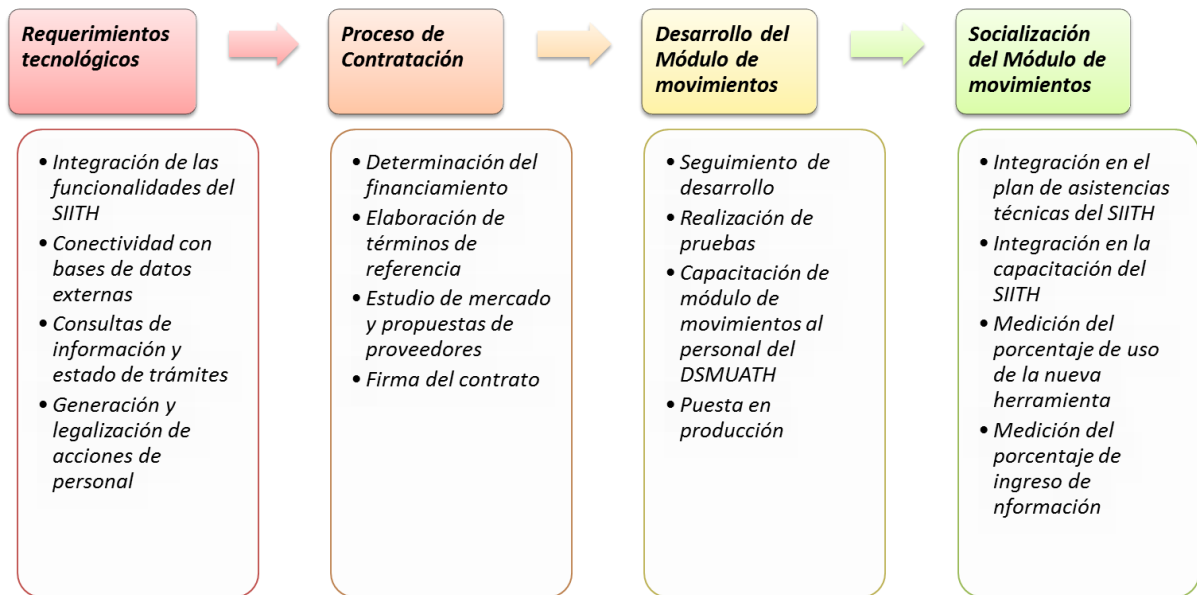 Requerimientos
tecnológicos
• Integración de las
funcionalidades del
SIITH
• Conectividad con
bases de datos
externas
• Consultas de
información y
estado de trámites
• Generación y
legalización de
acciones de
personal
Proceso de
Contratación
• Determinación del
financiamiento
• Elaboración de
términos de
referencia
• Estudio de mercado
y propuestas de
proveedores
• Firma del contrato
Desarrollo del
Módulo de
movimientos
• Seguimiento de
desarrollo
• Realización de
pruebas
• Capacitación de
módulo de
movimientos al
personal del
DSMUATH
• Puesta en
producción
Socialización
del Módulo de
movimientos
• Integración en el
plan de asistencias
técnicas del SIITH
• Integración en la
capacitación del
SIITH
• Medición del
porcentaje de uso
de la nueva
herramienta
• Medición del
porcentaje de
ingreso de
nformación